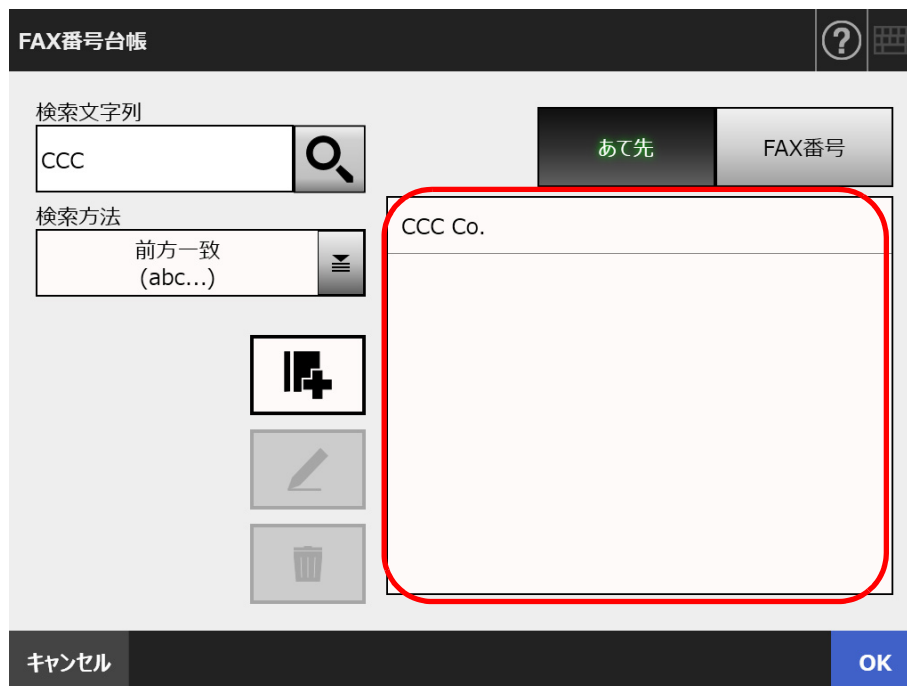 FAX番号台帳
検索文字列
CCC
検索方法
前方一致
(abc...)
あて先
FAX番号
CCC Co.
キャンセル
OK